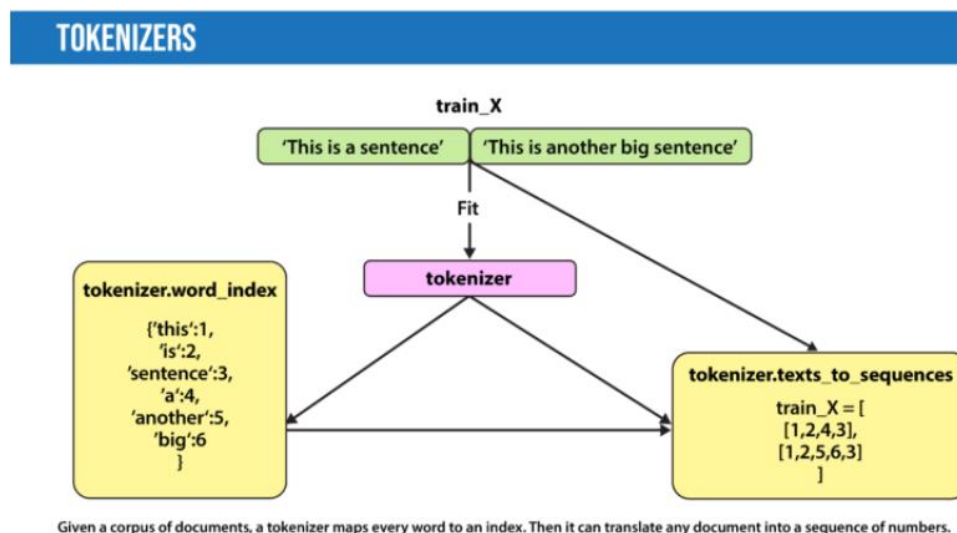 TOKENIZERS
train_X
‘This is a sentence’ ‘This is another big sentence’
Fit
tokenizer
tokenizer.word_index
{‘this‘:1,
‘is‘:2,
‘sentence‘:3,
‘a‘:4,
‘another‘:5,
‘big‘:6
}
tokenizer.texts_to_sequences
train_X = [
[1,2,4,3],
[1,2,5,6,3]
]
Given a corpus of documents, a tokenizer maps every word to an index. Then it can translate any document into a sequence of numbers.